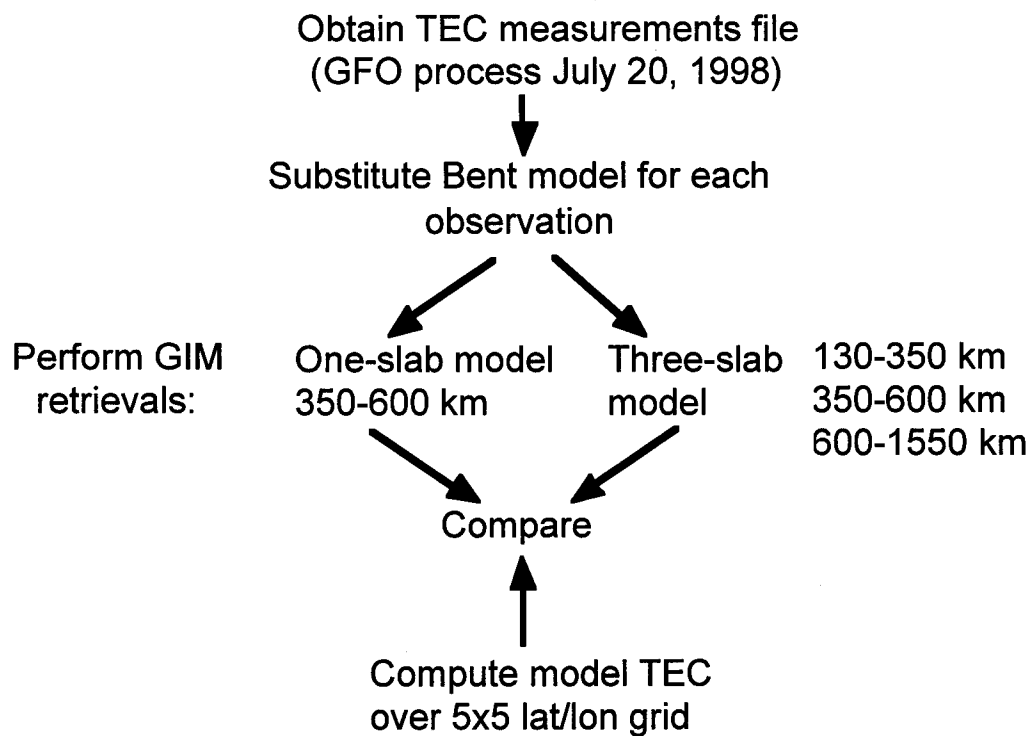 Obtain TEC measurements file
(GFO process July 20, 1998)
Substitute Bent model for each
observation
Perform GIM
retrievals:
One-slab model
350-600 km
Three-slab
model
130-350 km
350-600 km
600-1550 km
Compare
Compute model TEC
over 5x5 lat/lon grid